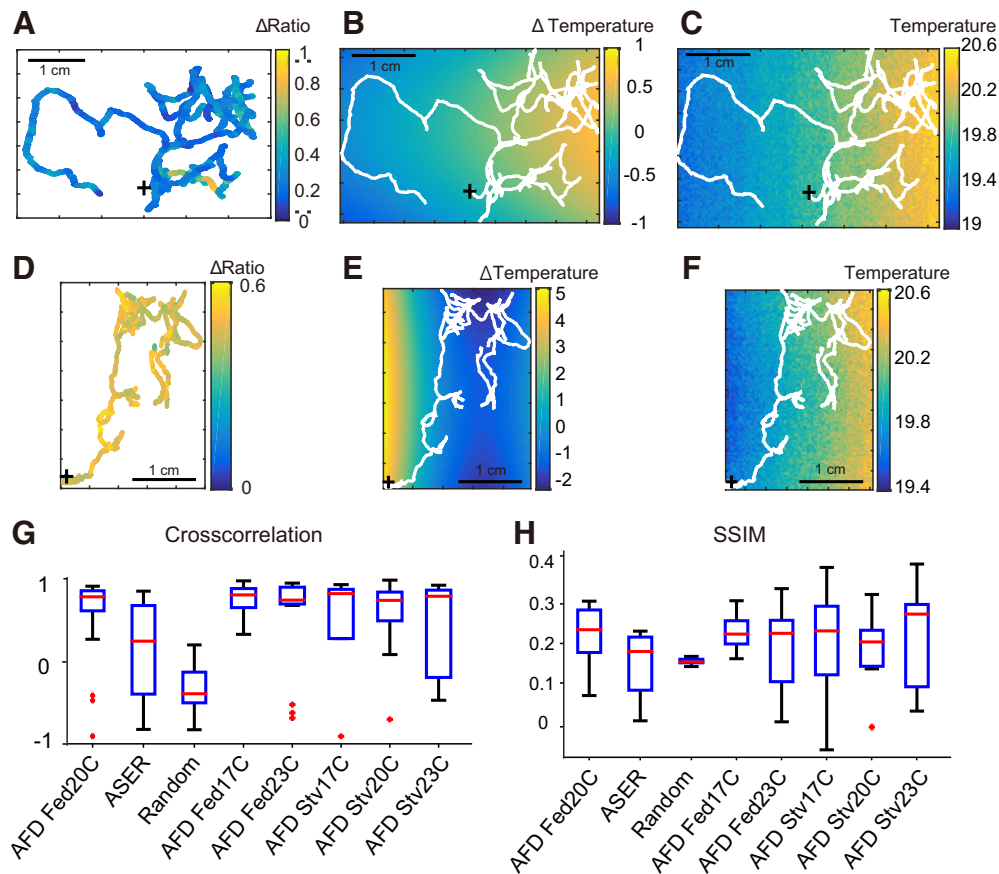 A
ΔRatio
1 cm
1
0.8
0.6
0.4
0.2
0
B
Δ Temperature
1 cm
1
0.5
0
-0.5
-1
C
Temperature
1 cm
20.6
20.2
19.8
19.4
19
D
ΔRatio
0.6
0
1 cm
E
ΔTemperature
5
4
3
2
1
0
-1
-2
1 cm
F
Temperature
20.6
20.2
19.8
19.4
1 cm
G
Crosscorrelation
1
0
-1
AFD Fed20C
ASER
Random
AFD Fed17C
AFD Fed23C
AFD Stv17C
AFD Stv20C
AFD Stv23C
H
SSIM
0.4
0.3
0.2
0.1
0
AFD Fed20C
ASER
Random
AFD Fed17C
AFD Fed23C
AFD Stv17C
AFD Stv20C
AFD Stv23C